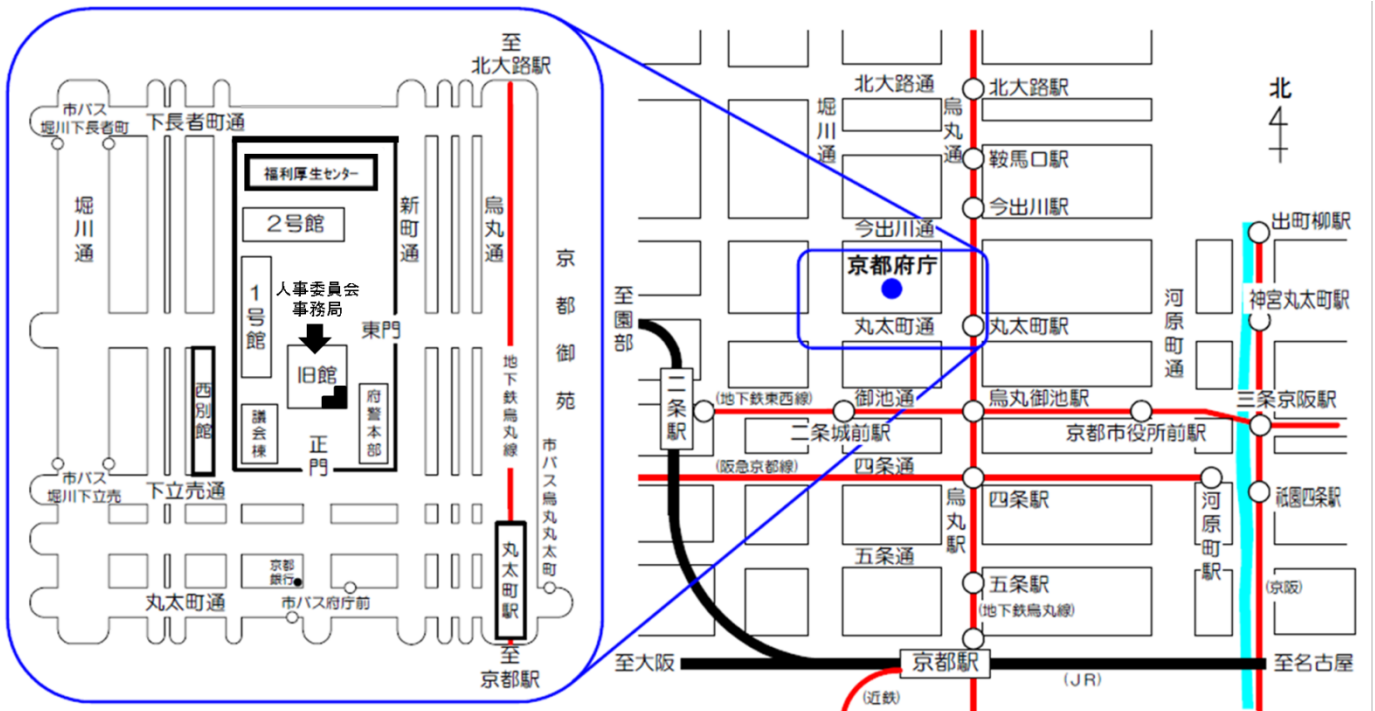 至
北大路駅
市バス
堀川下長者町
下長者町通
福利厚生センター
2号館
堀川通
新町通
烏丸通
京都御苑
1号館
人事委員会
事務局
東門
旧館
地下鉄烏丸線
西別館
議会棟
府警本部
正門
市バス
堀川下立売
下立売通
市バス烏丸丸太町
京都
銀行
丸太町駅
丸太町通
市バス府庁前
至
京都駅
北大路通
北大路駅
堀川通
烏丸通
北
鞍馬口駅
今出川駅
今出川通
出町柳駅
京都府庁
至園部
河原町通
神宮丸太町駅
丸太町通
丸太町駅
二条駅
(地下鉄東西線)
御池通
烏丸御池駅
三条京阪駅
二条城前駅
京都市役所前駅
(阪急京都線)
四条通
烏丸駅
四条駅
河原町駅
祇園四条駅
五条通
五条駅
(京阪)
(地下鉄烏丸線)
至大阪
京都駅
至名古屋
(JR)
(近鉄)